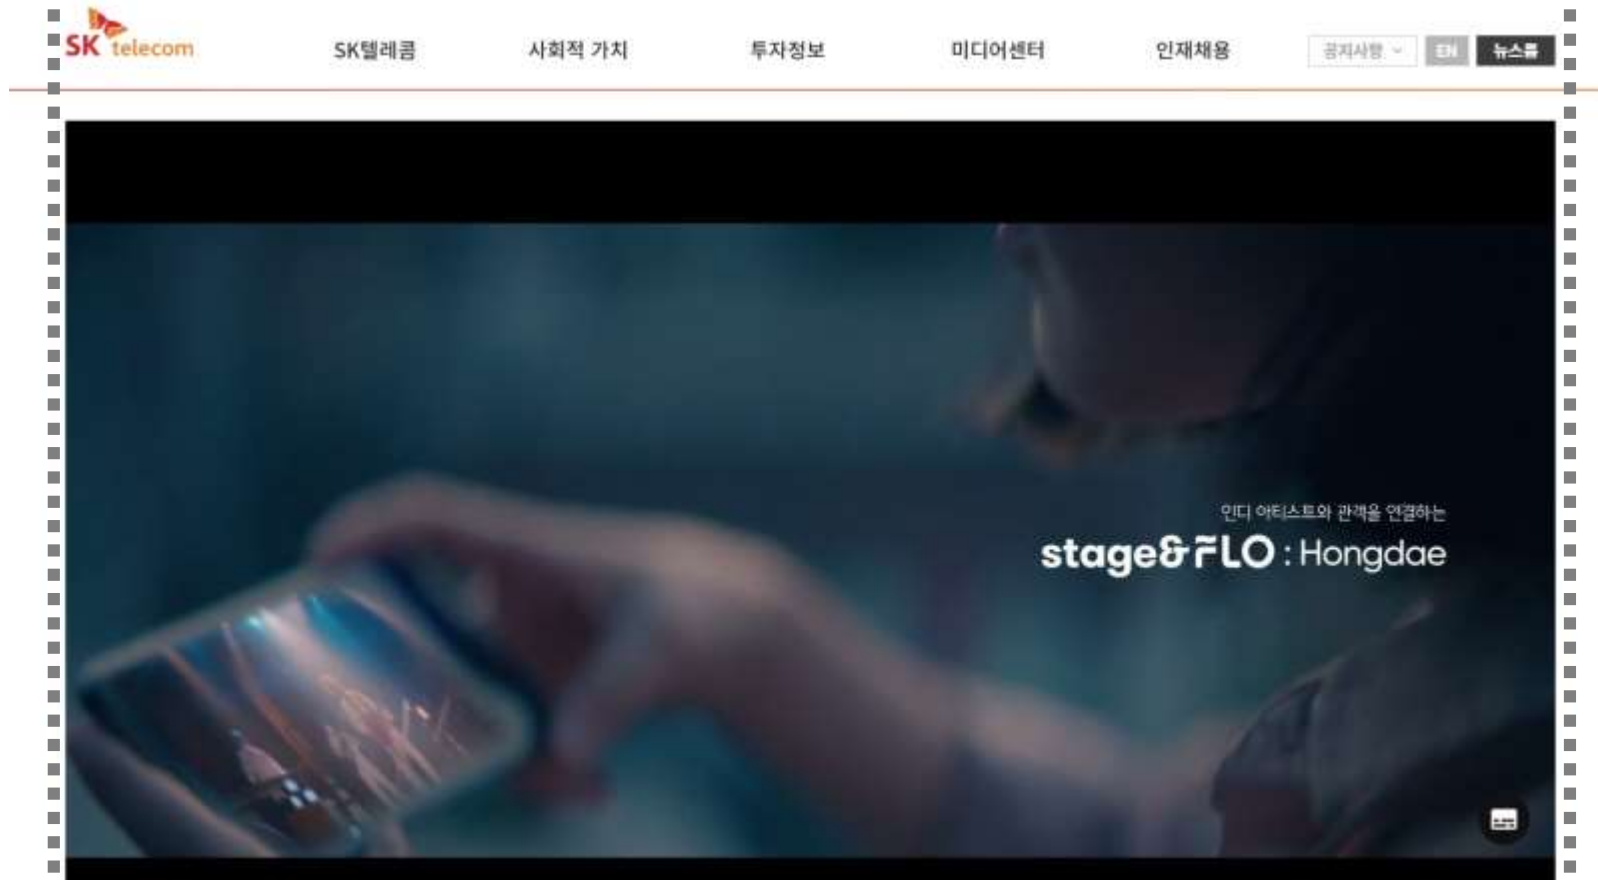 SK telecom
SK텔레콤 사회적 가치 투자정보 미디어센터 인재채용 공지사항 EN 뉴스룸
인디 아티스트와 관객을 연결하는
stage&FLO : Hongdae